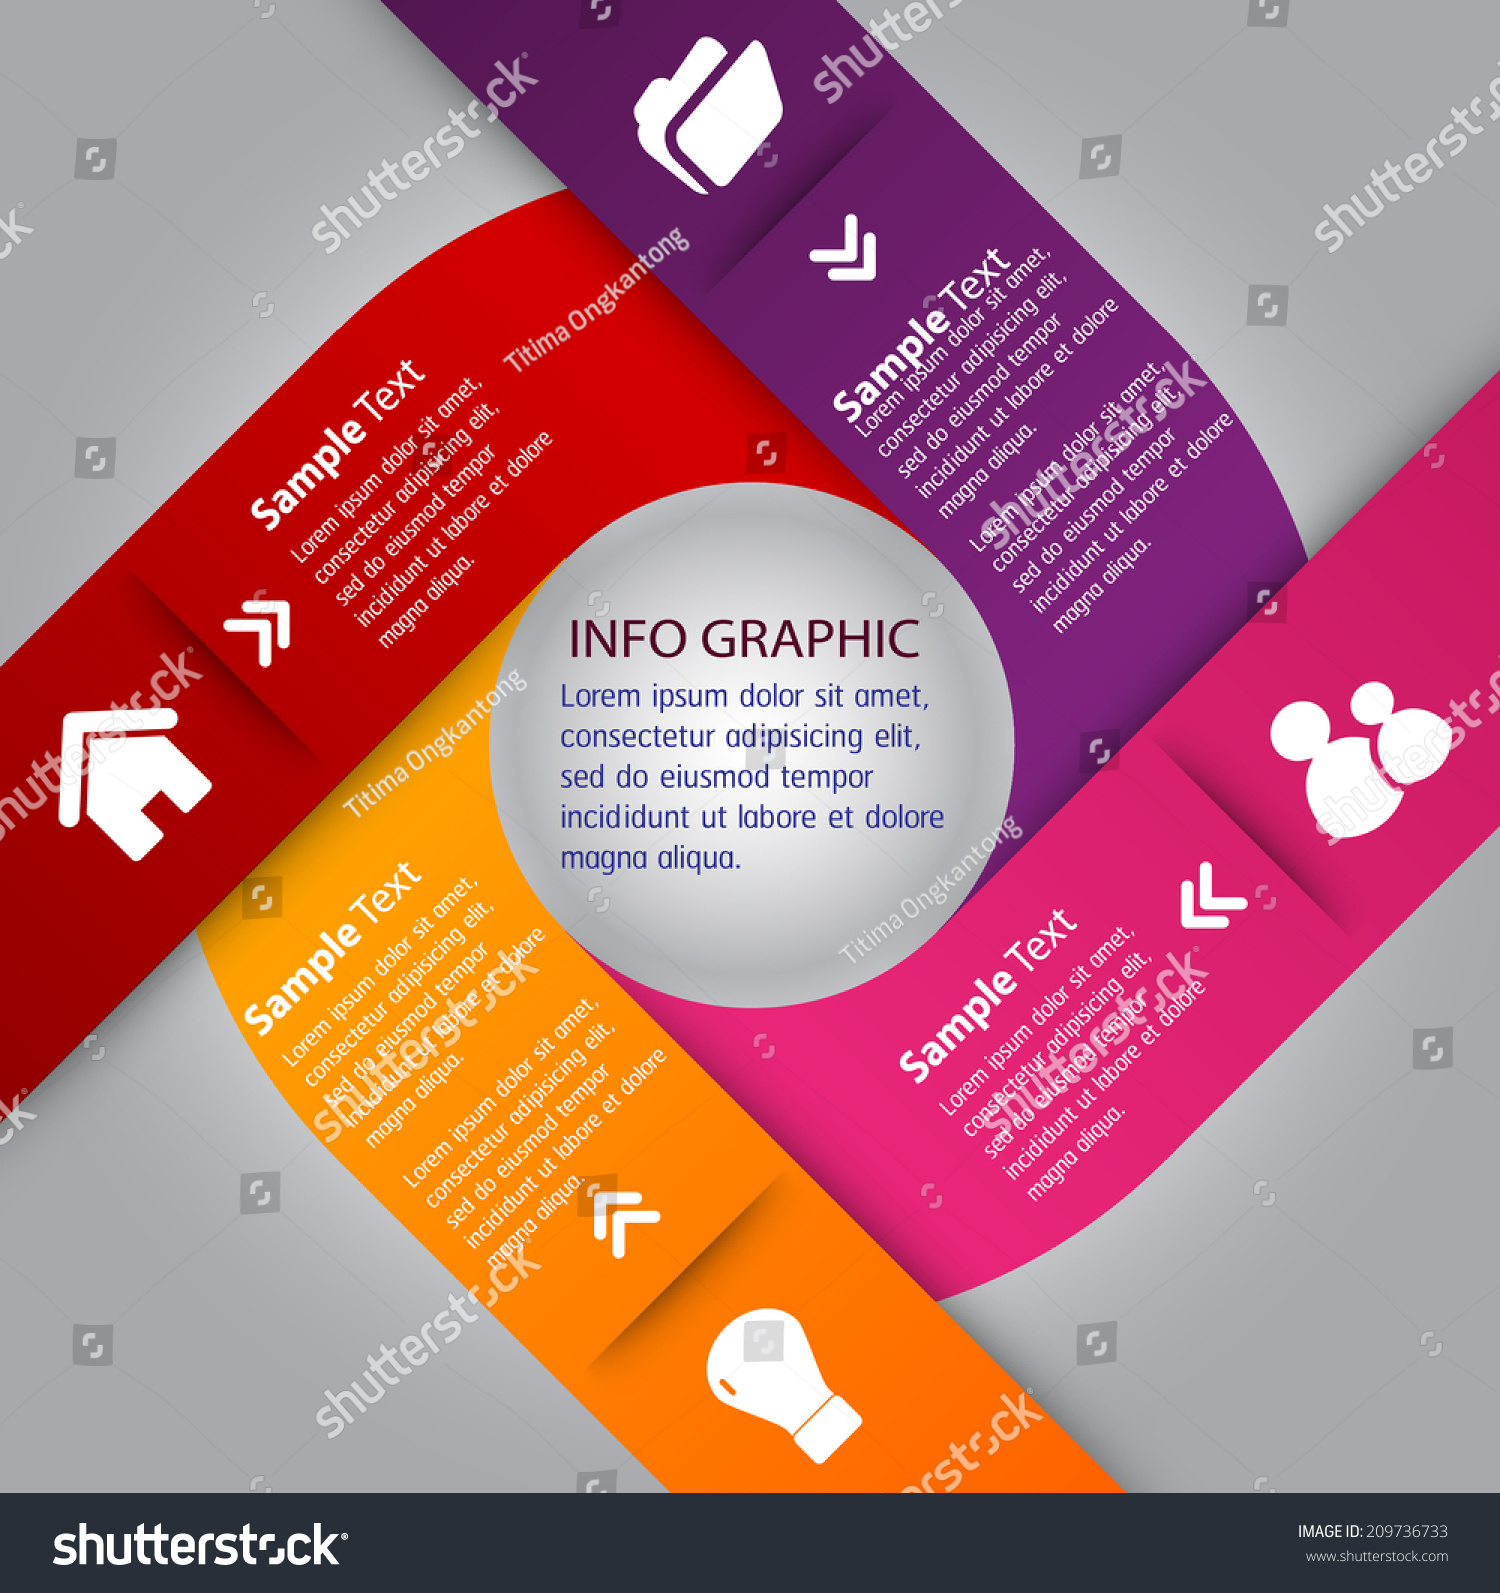 Sample Text
Lorem ipsum dolor sit amet,
consectetur adipisicing elit,
sed do eiusmod tempor
incididunt ut labore et dolore
magna aliqua.
Lorem ipsum dolor sit amet,
consectetur adipisicing elit,
sed do eiusmod tempor
incididunt ut labore et dolore
magna aliqua.
Sample Text
Lorem ipsum dolor sit amet,
consectetur adipisicing elit,
sed do eiusmod tempor
incididunt ut labore et dolore
magna aliqua.
INFO GRAPHIC
Lorem ipsum dolor sit amet,
consectetur adipisicing elit,
sed do eiusmod tempor
incididunt ut labore et dolore
magna aliqua.
Sample Text
Lorem ipsum dolor sit amet,
consectetur adipisicing elit,
sed do eiusmod tempor
incididunt ut labore et dolore
magna aliqua.
Lorem ipsum dolor sit amet,
consectetur adipisicing elit,
sed do eiusmod tempor
incididunt ut labore et dolore
magna aliqua.
Sample Text
Lorem ipsum dolor sit amet,
consectetur adipisicing elit,
sed do eiusmod tempor
incididunt ut labore et dolore
magna aliqua.
shutterstock
shutterstock
shutterstock
shutterstock
shutterstock
shutterstock
shutterstock
shutterstock
shutterstock
shutterstock
shutterstock
Titima Ongkantong
Titima Ongkantong
Titima Ongkantong
shutterstock
IMAGE ID: 209736733
www.shutterstock.com